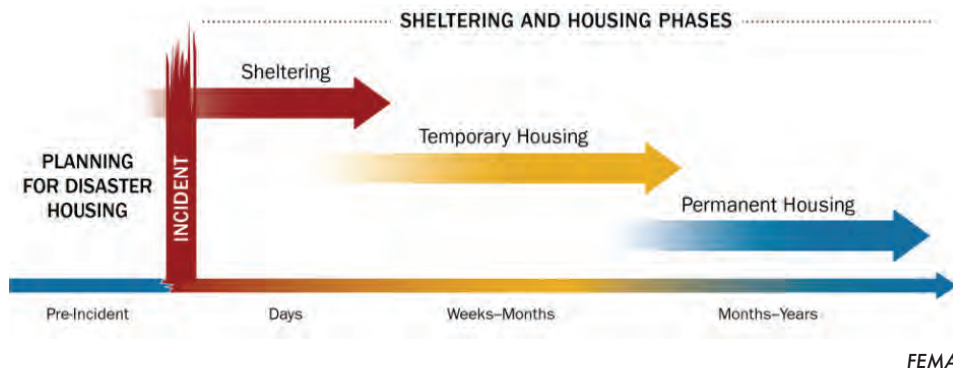 SHELTERING AND HOUSING PHASES
Sheltering
Temporary Housing
PLANNING
FOR DISASTER
HOUSING
INCIDENT
Permanent Housing
Pre-Incident
Days
Weeks–Months
Months–Years
FEMA